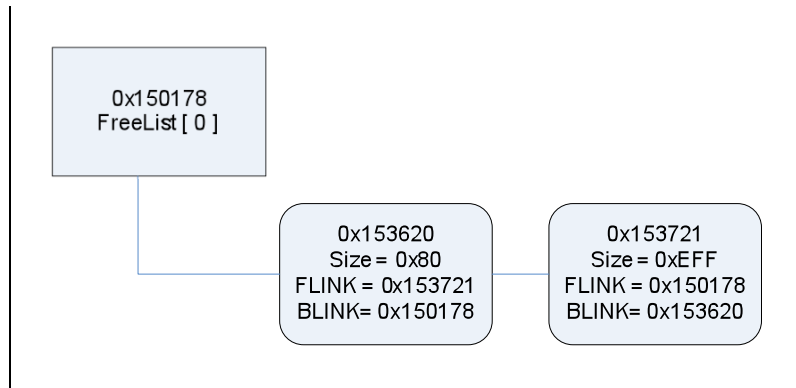 0x150178
FreeList [ 0 ]
0x153620
Size = 0x80
FLINK = 0x153721
BLINK= 0x150178
0x153721
Size = 0xEFF
FLINK = 0x150178
BLINK= 0x153620